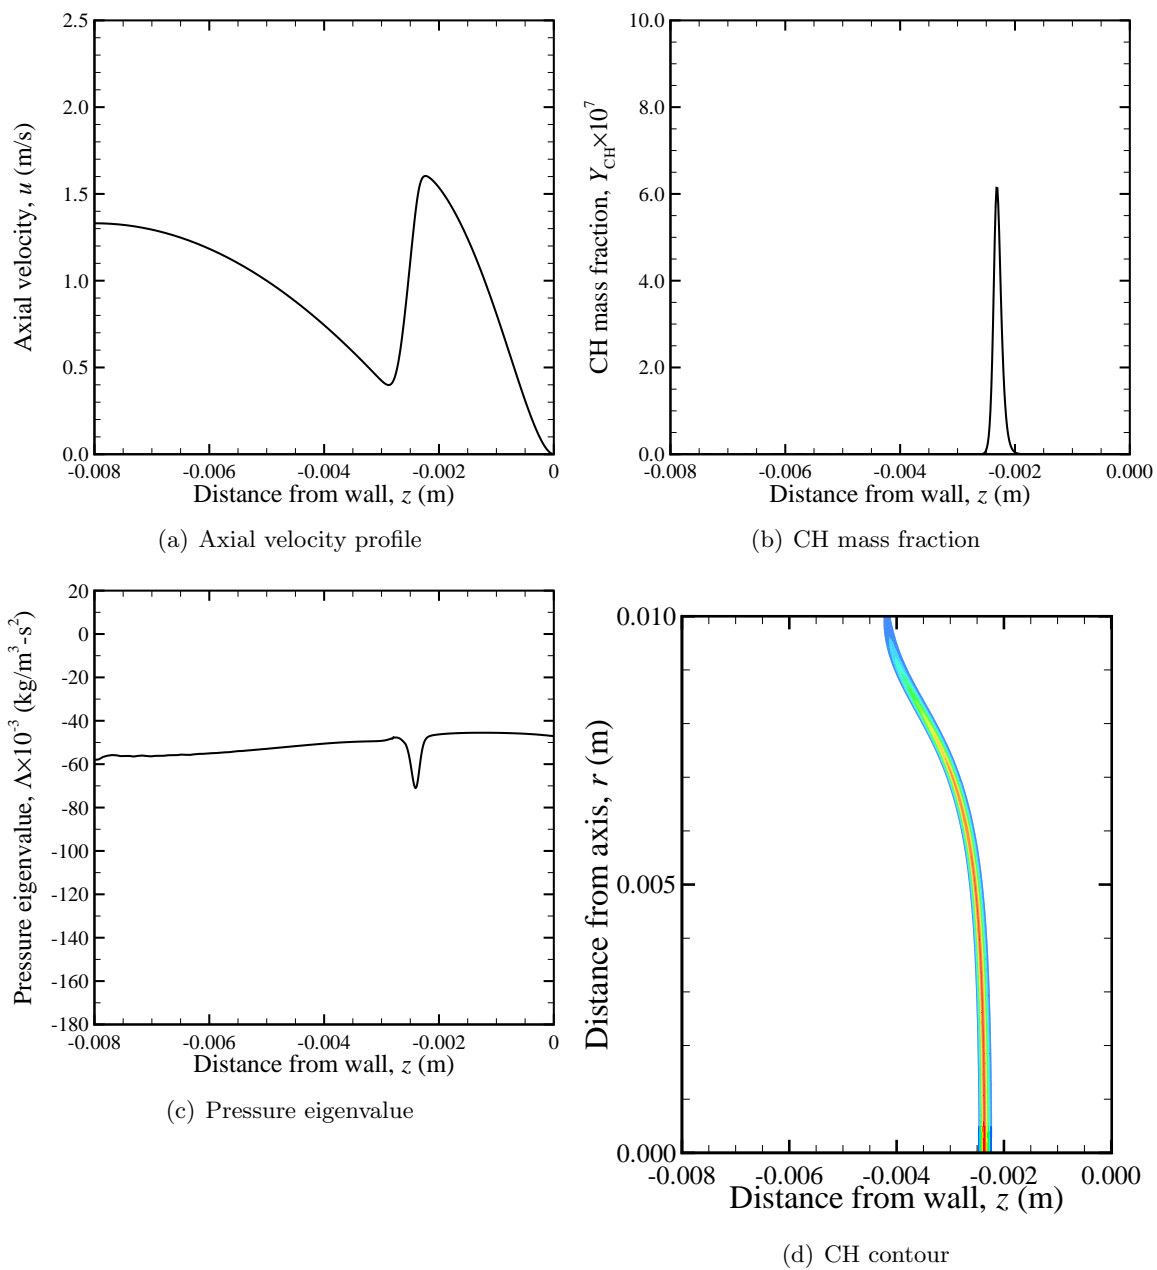 2.5
2.0
1.5
1.0
0.5
0.0
Axial velocity, u (m/s)
-0.008 -0.006 -0.004 -0.002 0
Distance from wall, z (m)
(a) Axial velocity profile
10.0
8.0
6.0
4.0
2.0
0.0
CH mass fraction, Y_CH×10^7
-0.008 -0.006 -0.004 -0.002 0.000
Distance from wall, z (m)
(b) CH mass fraction
20
0
-20
-40
-60
-80
-100
-120
-140
-160
-180
Pressure eigenvalue, Λ×10^-3 (kg/m^3-s^2)
-0.008 -0.006 -0.004 -0.002 0
Distance from wall, z (m)
(c) Pressure eigenvalue
0.010
0.005
0.000
Distance from axis, r (m)
-0.008 -0.006 -0.004 -0.002 0.000
Distance from wall, z (m)
(d) CH contour